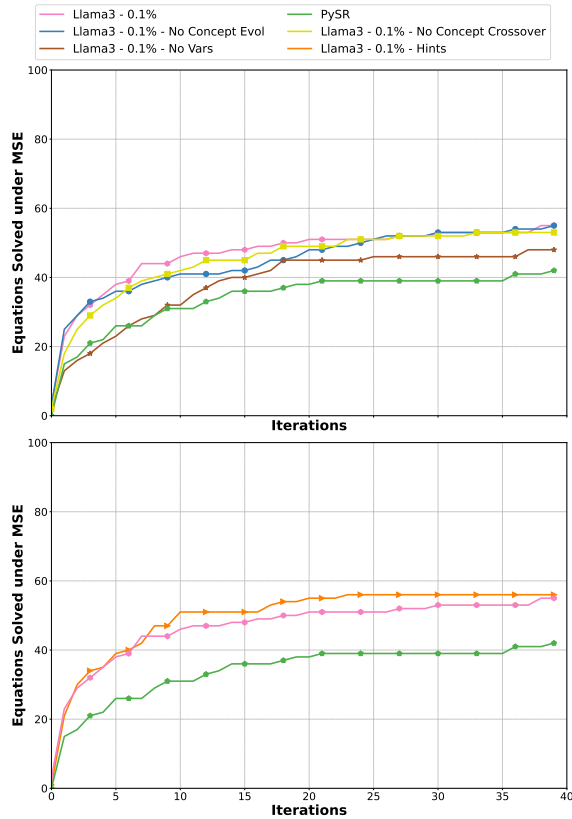 Llama3 - 0.1%
Llama3 - 0.1% - No Concept Evol
Llama3 - 0.1% - No Vars
PySR
Llama3 - 0.1% - No Concept Crossover
Llama3 - 0.1% - Hints
100
80
60
40
20
0
Equations Solved under MSE
Iterations
100
80
60
40
20
0
Equations Solved under MSE
0 5 10 15 20 25 30 35 40
Iterations